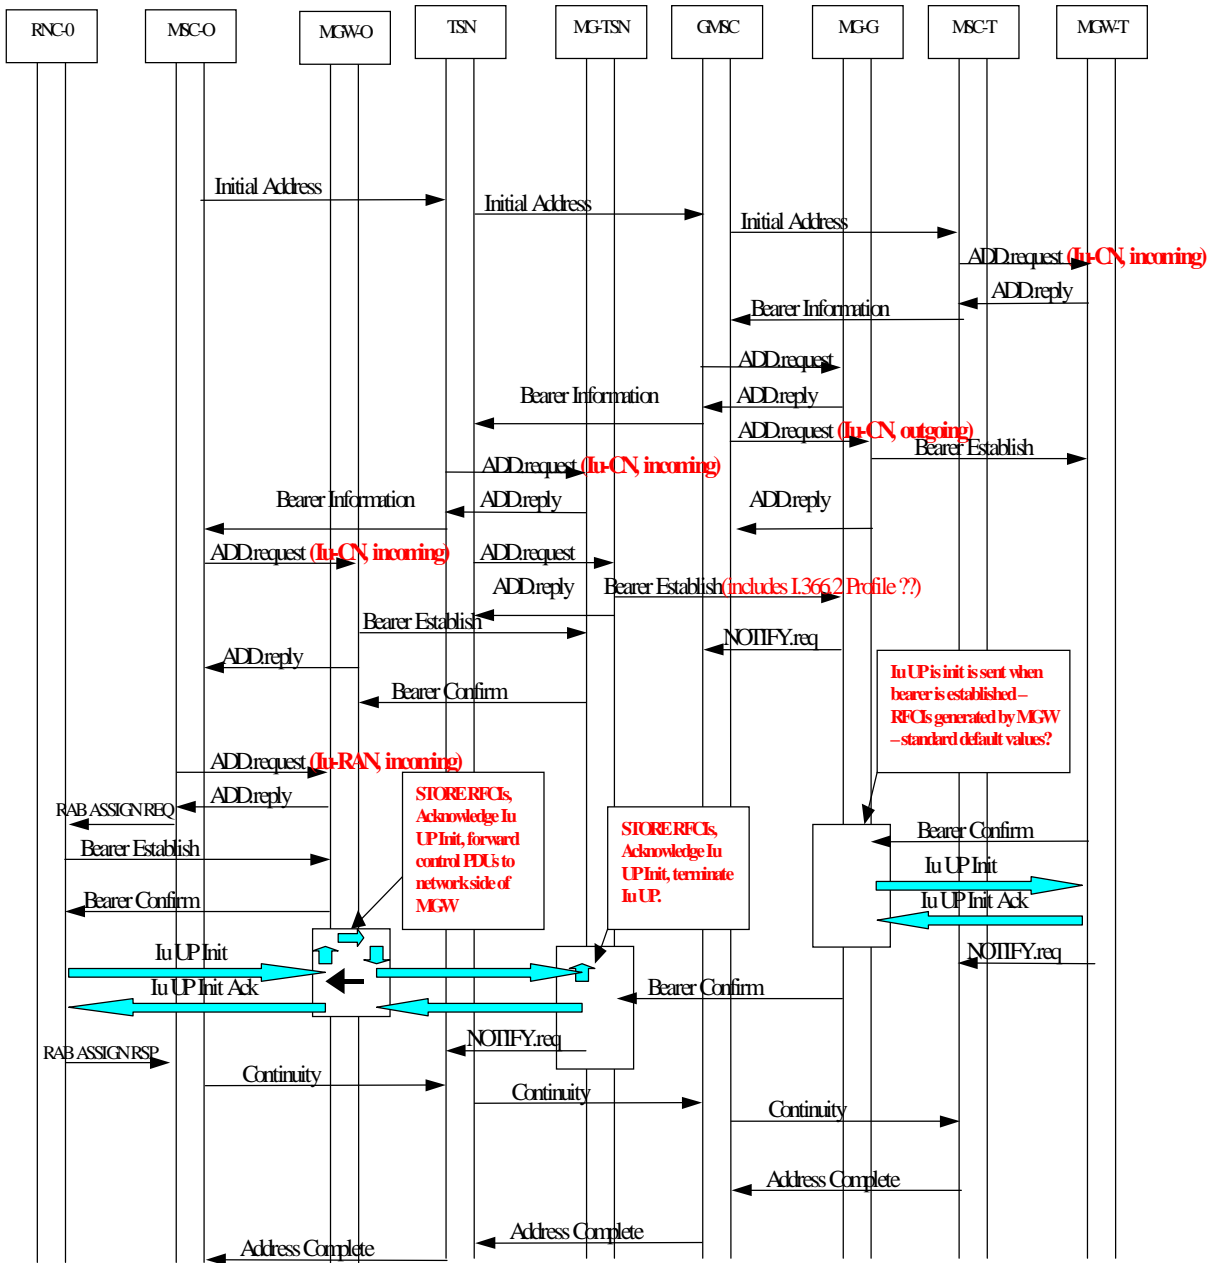 RNC-0 MSC-O MGW-O TSN MG-TSN GMSC MG-G MSC-T MGW-T
Initial Address
Initial Address
Initial Address
ADD.request (Iu-CN, incoming)
ADD.reply
Bearer Information
ADD.request
Bearer Information
ADD.reply
ADD.request (Iu-CN, outgoing)
Bearer Establish
ADD.request (Iu-CN, incoming)
Bearer Information
ADD.reply
ADD.reply
ADD.request (Iu-CN, incoming)
ADD.request
ADD.reply
Bearer Establish (includes I.366.2 Profile ??)
Bearer Establish
NOTIFY.req
ADD.reply
Bearer Confirm
Iu UP is init is sent when
bearer is established –
RFCIs generated by MGW
– standard default values?
ADD.request (Iu-RAN, incoming)
ADD.reply
RAB ASSIGN REQ
STORE RFCIs,
Acknowledge Iu
UP Init, forward
control PDUs to
network side of
MGW
STORE RFCIs,
Acknowledge Iu
UP Init, terminate
Iu UP.
Bearer Confirm
Bearer Establish
Iu UP Init
Bearer Confirm
Iu UP Init Ack
Iu UP Init
NOTIFY.req
Iu UP Init Ack
Bearer Confirm
NOTIFY.req
RAB ASSIGN RSP
Continuity
Continuity
Continuity
Address Complete
Address Complete
Address Complete